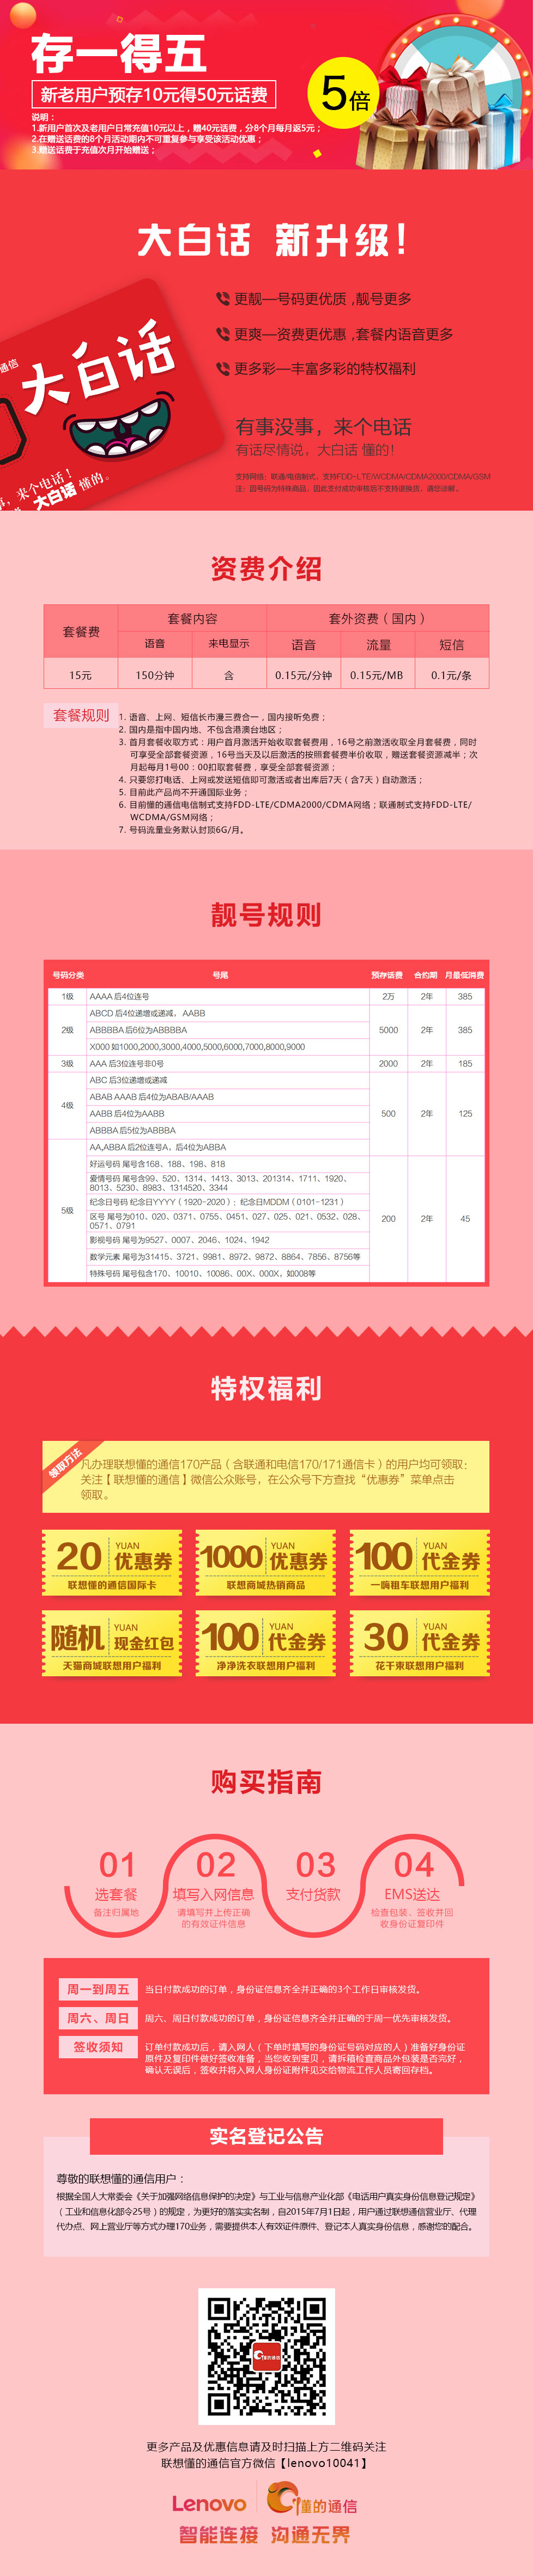 存一得五
新老用户预存10元得50元话费
5倍
说明：
1.新用户首次及老用户日常充值10元以上，赠40元话费，分8个月每月返5元；
2.在赠送话费的8个月活动期内不可重复参与享受该活动优惠；
3.赠送话费于充值次月开始赠送；
大白话 新升级！
更靓—号码更优质 ,靓号更多
更爽—资费更优惠 ,套餐内语音更多
更多彩—丰富多彩的特权福利
有事没事，来个电话
有话尽情说，大白话 懂的！
支持网络：联通/电信制式，支持FDD-LTE/WCDMA/CDMA2000/CDMA/GSM
注：因号码为特殊商品，因此支付成功审核后不支持退换货，请您谅解。
通信
大白话
事，来个电话！
大白话 懂的。
资费介绍
套餐费
套餐内容
套外资费（国内）
语音
来电显示
语音
流量
短信
15元
150分钟
含
0.15元/分钟
0.15元/MB
0.1元/条
套餐规则
1. 语音、上网、短信长市漫三费合一，国内接听免费；
2. 国内是指中国内地、不包含港澳台地区；
3. 首月套餐收取方式：用户首月激活开始收取套餐费用，16号之前激活收取全月套餐费，同时
可享受全部套餐资源，16号当天及以后激活的按照套餐费半价收取，赠送套餐资源减半；次
月起每月1号00：00扣取套餐费，享受全部套餐资源；
4. 只要您打电话、上网或发送短信即可激活或者出库后7天（含7天）自动激活；
5. 目前此产品尚不开通国际业务；
6. 目前懂的通信电信制式支持FDD-LTE/CDMA2000/CDMA网络；联通制式支持FDD-LTE/
WCDMA/GSM网络；
7. 号码流量业务默认封顶6G/月。
靓号规则
号码分类
号尾
预存话费
合约期
月最低消费
1级
AAAA 后4位连号
2万
2年
385
2级
ABCD 后4位递增或递减， AABB
ABBBBA 后6位为ABBBBA
X000 如1000,2000,3000,4000,5000,6000,7000,8000,9000
5000
2年
385
3级
AAA 后3位连号非0号
2000
2年
185
4级
ABC 后3位递增或递减
ABAB AAAB 后4位为ABAB/AAAB
AABB 后4位为AABB
ABBBA 后5位为ABBBA
500
2年
125
5级
AA,ABBA 后2位连号A，后4位为ABBA
好运号码 尾号含168、188、198、818
爱情号码 尾号含99、520、1314、1413、3013、201314、1711、1920、
8013、5230、8983、1314520、3344
纪念日号码 纪念日YYYY（1920-2020）；纪念日MDDM（0101-1231）
区号 尾号为010、020、0371、0755、0451、027、025、021、0532、028、
0571、0791
影视号码 尾号为9527、0007、2046、1024、1942
数学元素 尾号为31415、3721、9981、8972、9872、8864、7856、8756等
特殊号码 尾号包含170、10010、10086、00X、000X，如008等
200
2年
45
特权福利
领取方法
凡办理联想懂的通信170产品（含联通和电信170/171通信卡）的用户均可领取：
关注【联想懂的通信】微信公众账号，在公众号下方查找“优惠券”菜单点击
领取。
20 YUAN 优惠券
联想懂的通信国际卡
1000 YUAN 优惠券
联想商城热销商品
100 YUAN 代金券
一嗨租车联想用户福利
随机 YUAN 现金红包
天猫商城联想用户福利
100 YUAN 代金券
净净洗衣联想用户福利
30 YUAN 代金券
花千束联想用户福利
购买指南
01
选套餐
备注归属地
02
填写入网信息
请填写并上传正确
的有效证件信息
03
支付货款
04
EMS送达
检查包装、签收并回
收身份证复印件
周一到周五
当日付款成功的订单，身份证信息齐全并正确的3个工作日审核发货。
周六、周日
周六、周日付款成功的订单，身份证信息齐全并正确的于周一优先审核发货。
签收须知
订单付款成功后，请入网人（下单时填写的身份证号码对应的人）准备好身份证
原件及复印件做好签收准备，当您收到宝贝，请拆箱检查商品外包装是否完好，
确认无误后，签收并将入网人身份证附件见交给物流工作人员寄回存档。
实名登记公告
尊敬的联想懂的通信用户：
根据全国人大常委会《关于加强网络信息保护的决定》与工业与信息产业化部《电话用户真实身份信息登记规定》
（工业和信息化部令25号）的规定，为更好的落实实名制，自2015年7月1日起，用户通过联想通信营业厅、代理
代办点、网上营业厅等方式办理170业务，需要提供本人有效证件原件、登记本人真实身份信息，感谢您的配合。
懂的通信
更多产品及优惠信息请及时扫描上方二维码关注
联想懂的通信官方微信【lenovo10041】
Lenovo
懂的通信
智能连接 沟通无界